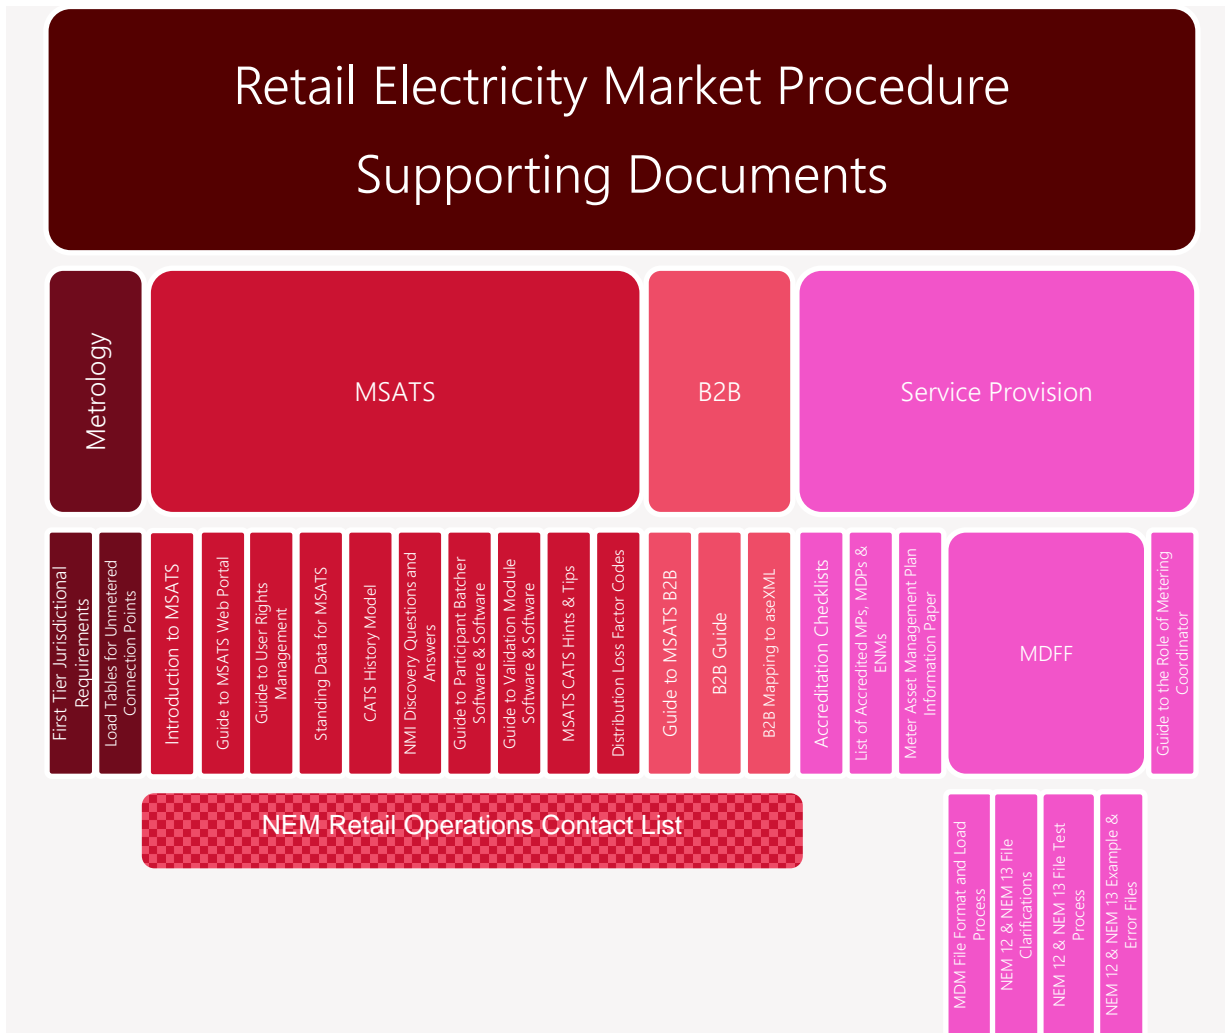 Retail Electricity Market Procedure
Supporting Documents
Metrology
MSATS
B2B
Service Provision
First Tier Jurisdictional
Requirements
Load Tables for Unmetered
Connection Points
Introduction to MSATS
Guide to MSATS Web Portal
Guide to User Rights
Management
Standing Data for MSATS
CATS History Model
NMI Discovery Questions and
Answers
Guide to Participant Batcher
Software & Software
Guide to Validation Module
Software & Software
MSATS CATS Hints & Tips
Distribution Loss Factor Codes
Guide to MSATS B2B
B2B Guide
B2B Mapping to aseXML
Accreditation Checklists
List of Accredited MPs, MDPs &
ENMs
Meter Asset Management Plan
Information Paper
MDFF
Guide to the Role of Metering
Coordinator
NEM Retail Operations Contact List
MDM File Format and Load
Process
NEM 12 & NEM 13 File
Clarifications
NEM 12 & NEM 13 File Test
Process
NEM 12 & NEM 13 Example &
Error Files